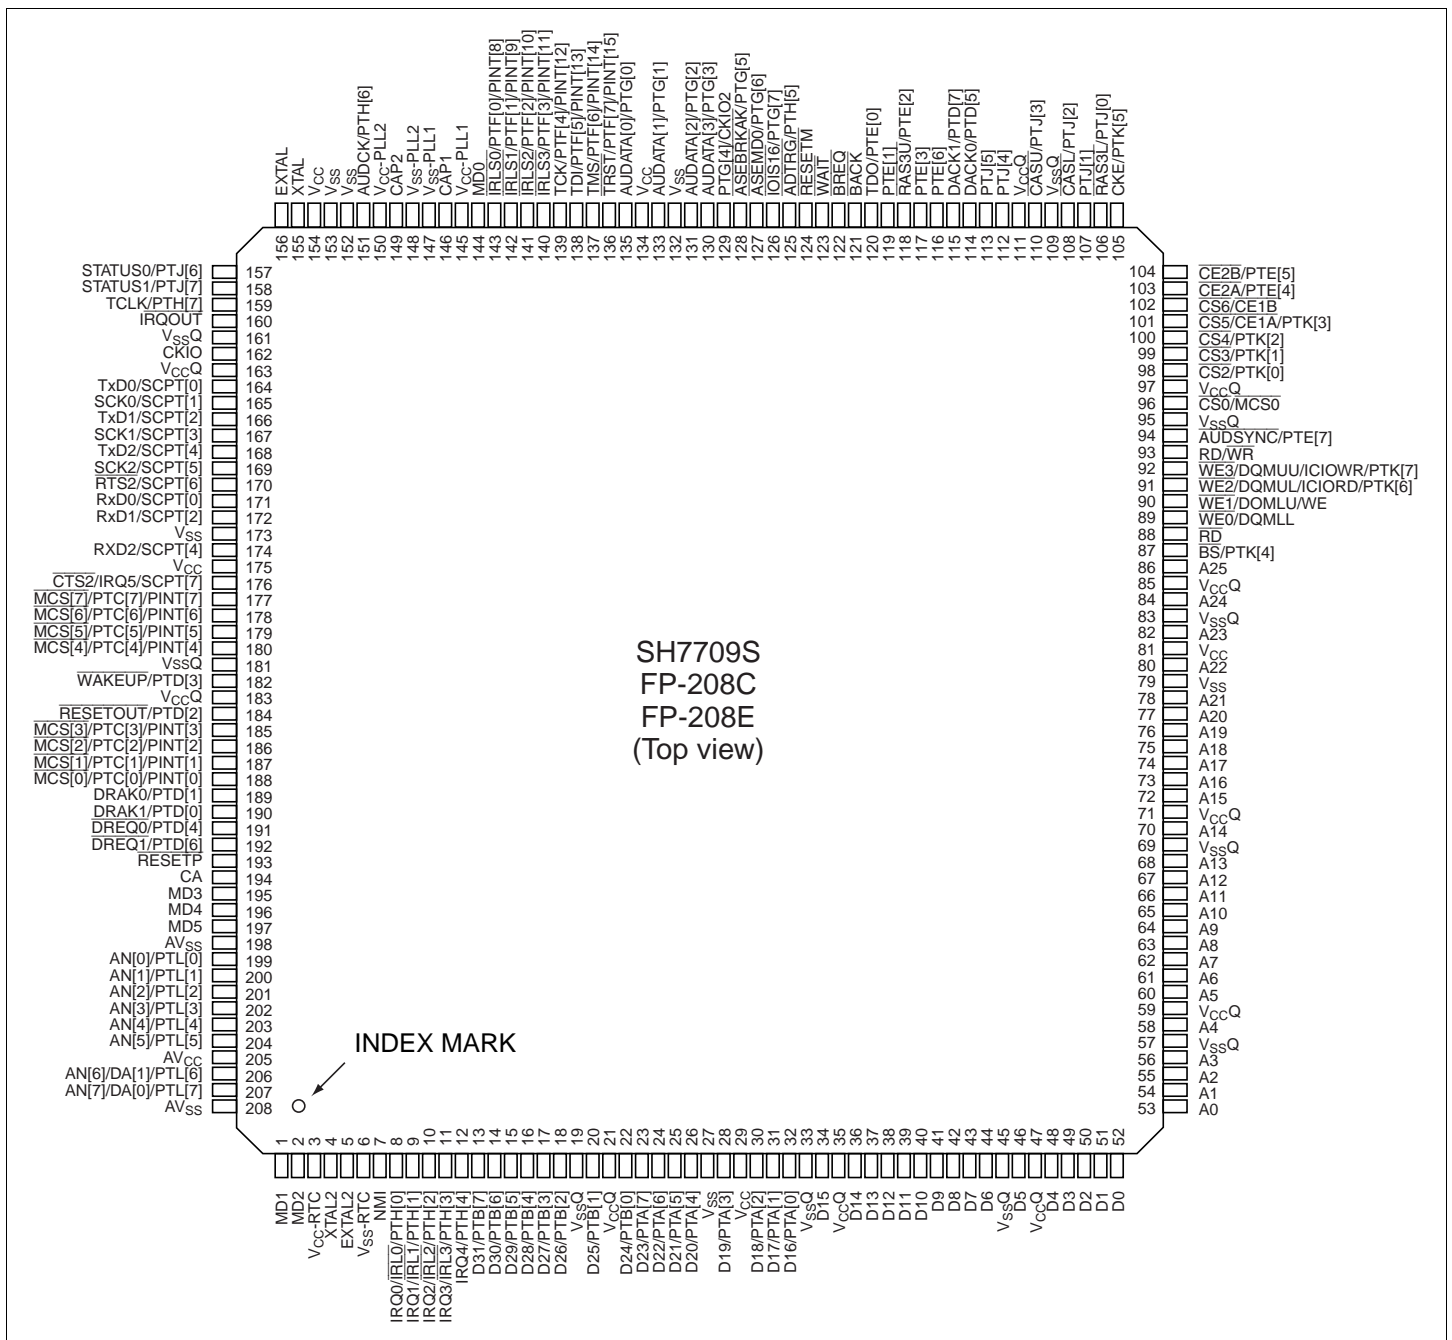 EXTAL
XTAL
VCC
VSS
VSS
AUDCK/PTH[6]
VCC-PLL2
CAP2
VSS-PLL2
VSS-PLL1
CAP1
VCC-PLL1
MD0
IRLS0/PTF[0]/PINT[8]
IRLS1/PTF[1]/PINT[9]
IRLS2/PTF[2]/PINT[10]
IRLS3/PTF[3]/PINT[11]
TCK/PTF[4]/PINT[12]
TDI/PTF[5]/PINT[13]
TMS/PTF[6]/PINT[14]
TRST/PTF[7]/PINT[15]
AUDATA[0]/PTG[0]
VCC
AUDATA[1]/PTG[1]
VSS
AUDATA[2]/PTG[2]
AUDATA[3]/PTG[3]
PTG[4]/CKIO2
ASEBRKAK/PTG[5]
ASEMD0/PTG[6]
IOIS16/PTG[7]
ADTRG/PTH[5]
RESETM
WAIT
BREQ
BACK
TDO/PTE[0]
PTE[1]
RAS3U/PTE[2]
PTE[3]
PTE[6]
DACK1/PTD[7]
DACK0/PTD[5]
PTJ[5]
PTJ[4]
VCCQ
CASU/PTJ[3]
VSSQ
CASL/PTJ[2]
PTJ[1]
RAS3L/PTJ[0]
CKE/PTK[5]
156 155 154 153 152 151 150 149 148 147 146 145 144 143 142 141 140 139 138 137 136 135 134 133 132 131 130 129 128 127 126 125 124 123 122 121 120 119 118 117 116 115 114 113 112 111 110 109 108 107 106 105
STATUS0/PTJ[6] 157
STATUS1/PTJ[7] 158
TCLK/PTH[7] 159
IRQOUT 160
VSSQ 161
CKIO 162
VCCQ 163
TxD0/SCPT[0] 164
SCK0/SCPT[1] 165
TxD1/SCPT[2] 166
SCK1/SCPT[3] 167
TxD2/SCPT[4] 168
SCK2/SCPT[5] 169
RTS2/SCPT[6] 170
RxD0/SCPT[0] 171
RxD1/SCPT[2] 172
VSS 173
RXD2/SCPT[4] 174
VCC 175
CTS2/IRQ5/SCPT[7] 176
MCS[7]/PTC[7]/PINT[7] 177
MCS[6]/PTC[6]/PINT[6] 178
MCS[5]/PTC[5]/PINT[5] 179
MCS[4]/PTC[4]/PINT[4] 180
VSSQ 181
WAKEUP/PTD[3] 182
VCCQ 183
RESETOUT/PTD[2] 184
MCS[3]/PTC[3]/PINT[3] 185
MCS[2]/PTC[2]/PINT[2] 186
MCS[1]/PTC[1]/PINT[1] 187
MCS[0]/PTC[0]/PINT[0] 188
DRAK0/PTD[1] 189
DRAK1/PTD[0] 190
DREQ0/PTD[4] 191
DREQ1/PTD[6] 192
RESETP 193
CA 194
MD3 195
MD4 196
MD5 197
AVSS 198
AN[0]/PTL[0] 199
AN[1]/PTL[1] 200
AN[2]/PTL[2] 201
AN[3]/PTL[3] 202
AN[4]/PTL[4] 203
AN[5]/PTL[5] 204
AVCC 205
AN[6]/DA[1]/PTL[6] 206
AN[7]/DA[0]/PTL[7] 207
AVSS 208
SH7709S
FP-208C
FP-208E
(Top view)
INDEX MARK
104 CE2B/PTE[5]
103 CE2A/PTE[4]
102 CS6/CE1B
101 CS5/CE1A/PTK[3]
100 CS4/PTK[2]
99 CS3/PTK[1]
98 CS2/PTK[0]
97 VCCQ
96 CS0/MCS0
95 VSSQ
94 AUDSYNC/PTE[7]
93 RD/WR
92 WE3/DQMUU/ICIOWR/PTK[7]
91 WE2/DQMUL/ICIORD/PTK[6]
90 WE1/DOMLU/WE
89 WE0/DQMLL
88 RD
87 BS/PTK[4]
86 A25
85 VCCQ
84 A24
83 VSSQ
82 A23
81 VCC
80 A22
79 VSS
78 A21
77 A20
76 A19
75 A18
74 A17
73 A16
72 A15
71 VCCQ
70 A14
69 VSSQ
68 A13
67 A12
66 A11
65 A10
64 A9
63 A8
62 A7
61 A6
60 A5
59 VCCQ
58 A4
57 VSSQ
56 A3
55 A2
54 A1
53 A0
1 2 3 4 5 6 7 8 9 10 11 12 13 14 15 16 17 18 19 20 21 22 23 24 25 26 27 28 29 30 31 32 33 34 35 36 37 38 39 40 41 42 43 44 45 46 47 48 49 50 51 52
MD1
MD2
VCC-RTC
XTAL2
EXTAL2
VSS-RTC
NMI
IRQ0/IRL0/PTH[0]
IRQ1/IRL1/PTH[1]
IRQ2/IRL2/PTH[2]
IRQ3/IRL3/PTH[3]
IRQ4/PTH[4]
D31/PTB[7]
D30/PTB[6]
D29/PTB[5]
D28/PTB[4]
D27/PTB[3]
D26/PTB[2]
VSSQ
D25/PTB[1]
VCCQ
D24/PTB[0]
D23/PTA[7]
D22/PTA[6]
D21/PTA[5]
D20/PTA[4]
VSS
D19/PTA[3]
VCC
D18/PTA[2]
D17/PTA[1]
D16/PTA[0]
VSSQ
D15
VCCQ
D14
D13
D12
D11
D10
D9
D8
D7
D6
VSSQ
D5
VCCQ
D4
D3
D2
D1
D0